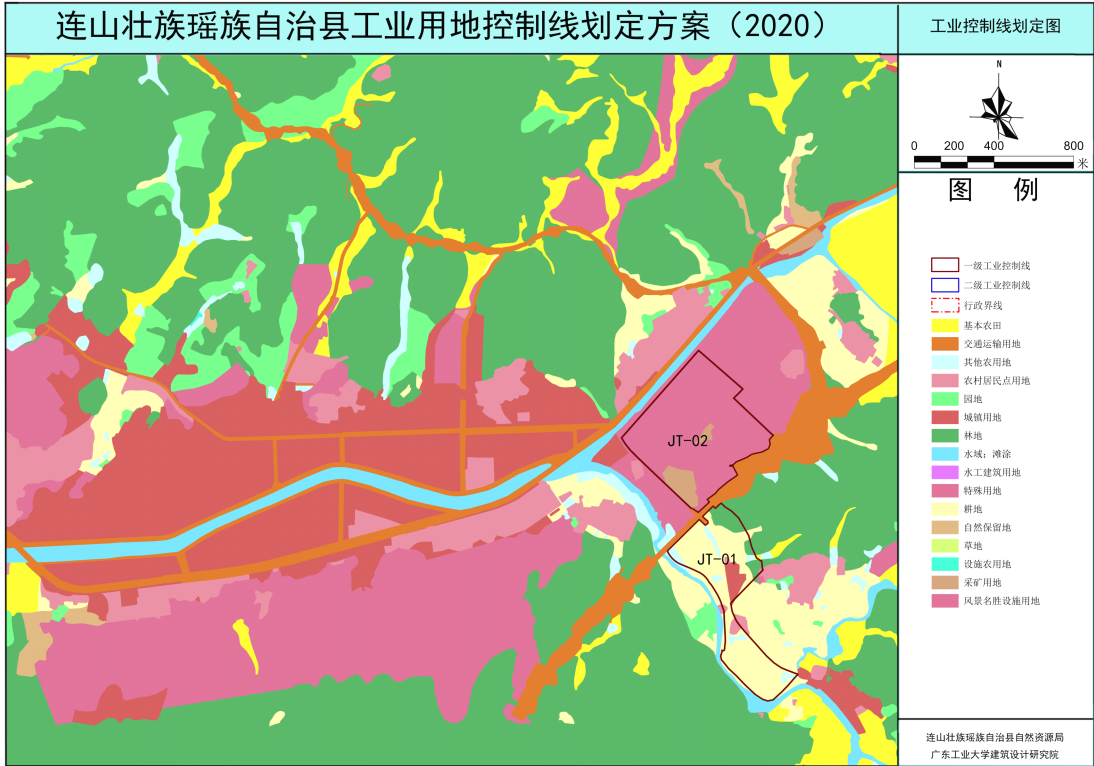 连山壮族瑶族自治县工业用地控制线划定方案（2020）
工业控制线划定图
N
0 200 400 800
米
图 例
一级工业控制线
二级工业控制线
行政界线
基本农田
交通运输用地
其他农用地
农村居民点用地
园地
城镇用地
林地
水域；滩涂
水工建筑用地
特殊用地
耕地
自然保留地
草地
设施农用地
采矿用地
风景名胜设施用地
JT-02
JT-01
连山壮族瑶族自治县自然资源局
广东工业大学建筑设计研究院